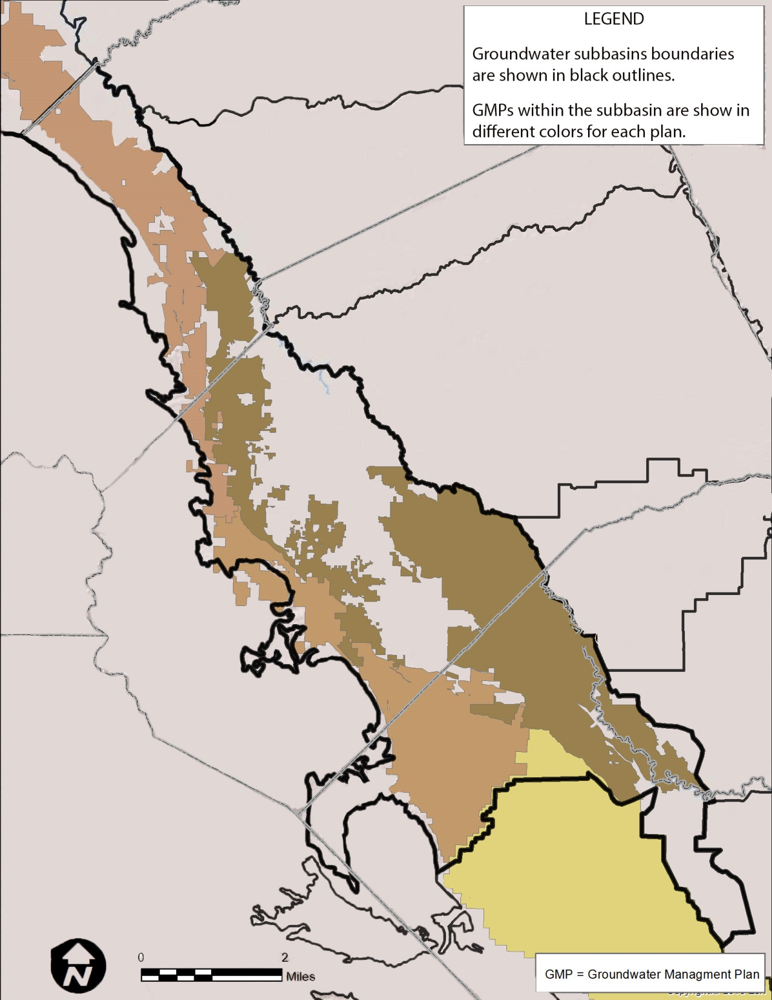 LEGEND
Groundwater subbasins boundaries
are shown in black outlines.
GMPs within the subbasin are show in
different colors for each plan.
N
0 2
Miles
GMP = Groundwater Managment Plan